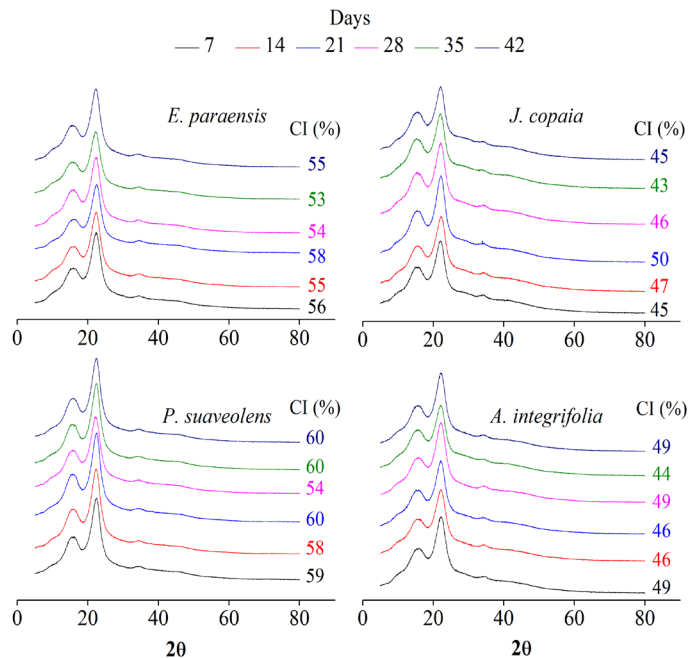 Days
7 14 21 28 35 42
E. paraensis
CI (%)
55
53
54
58
55
56
0 20 40 60 80
J. copaia
CI (%)
45
43
46
50
47
45
0 20 40 60 80
P. suaveolens
CI (%)
60
60
54
60
58
59
0 20 40 60 80
2θ
A. integrifolia
CI (%)
49
44
49
46
46
49
0 20 40 60 80
2θ